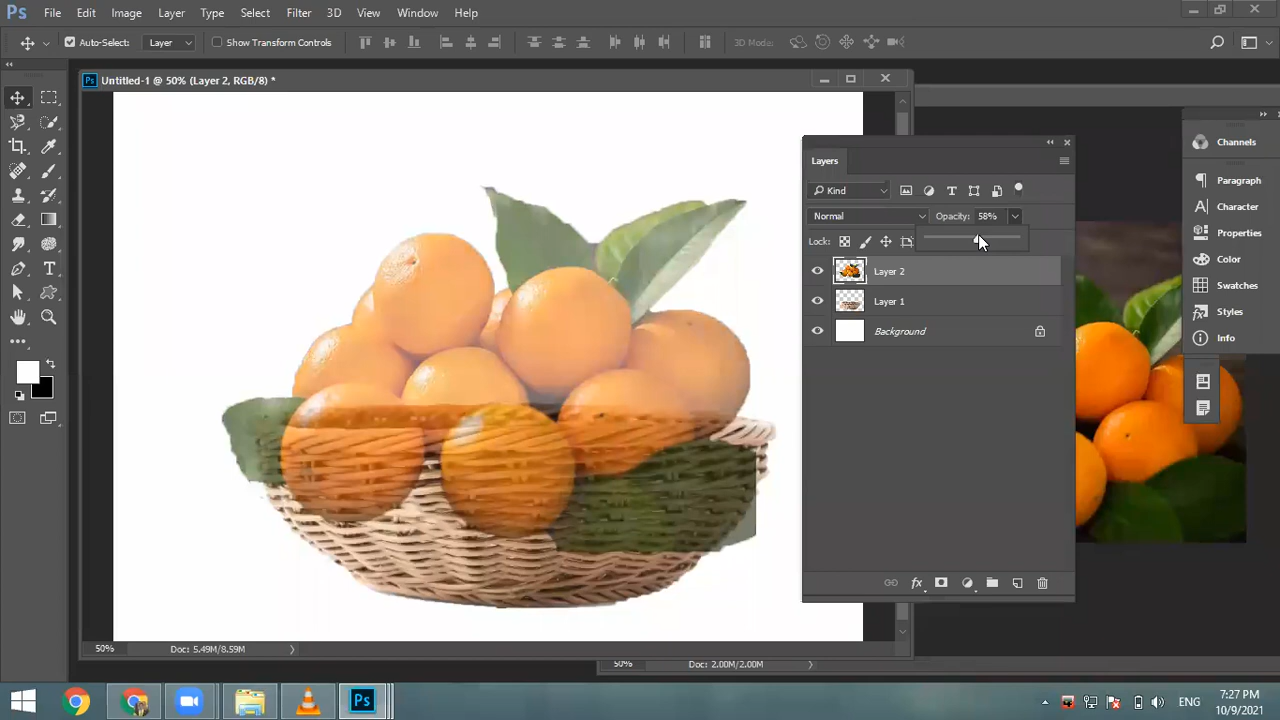 Ps File Edit Image Layer Type Select Filter 3D View Window Help
Auto-Select: Layer Show Transform Controls 3D Mode:
Ps Untitled-1 @ 50% (Layer 2, RGB/8) *
Channels
Layers
Paragraph
Kind
Character
Normal Opacity: 58%
Properties
Lock:
Color
Layer 2
Swatches
Layer 1
Styles
Background
Info
50% Doc: 5.49M/8.59M
50% Doc: 2.00M/2.00M
Ps ENG 7:27 PM
10/9/2021